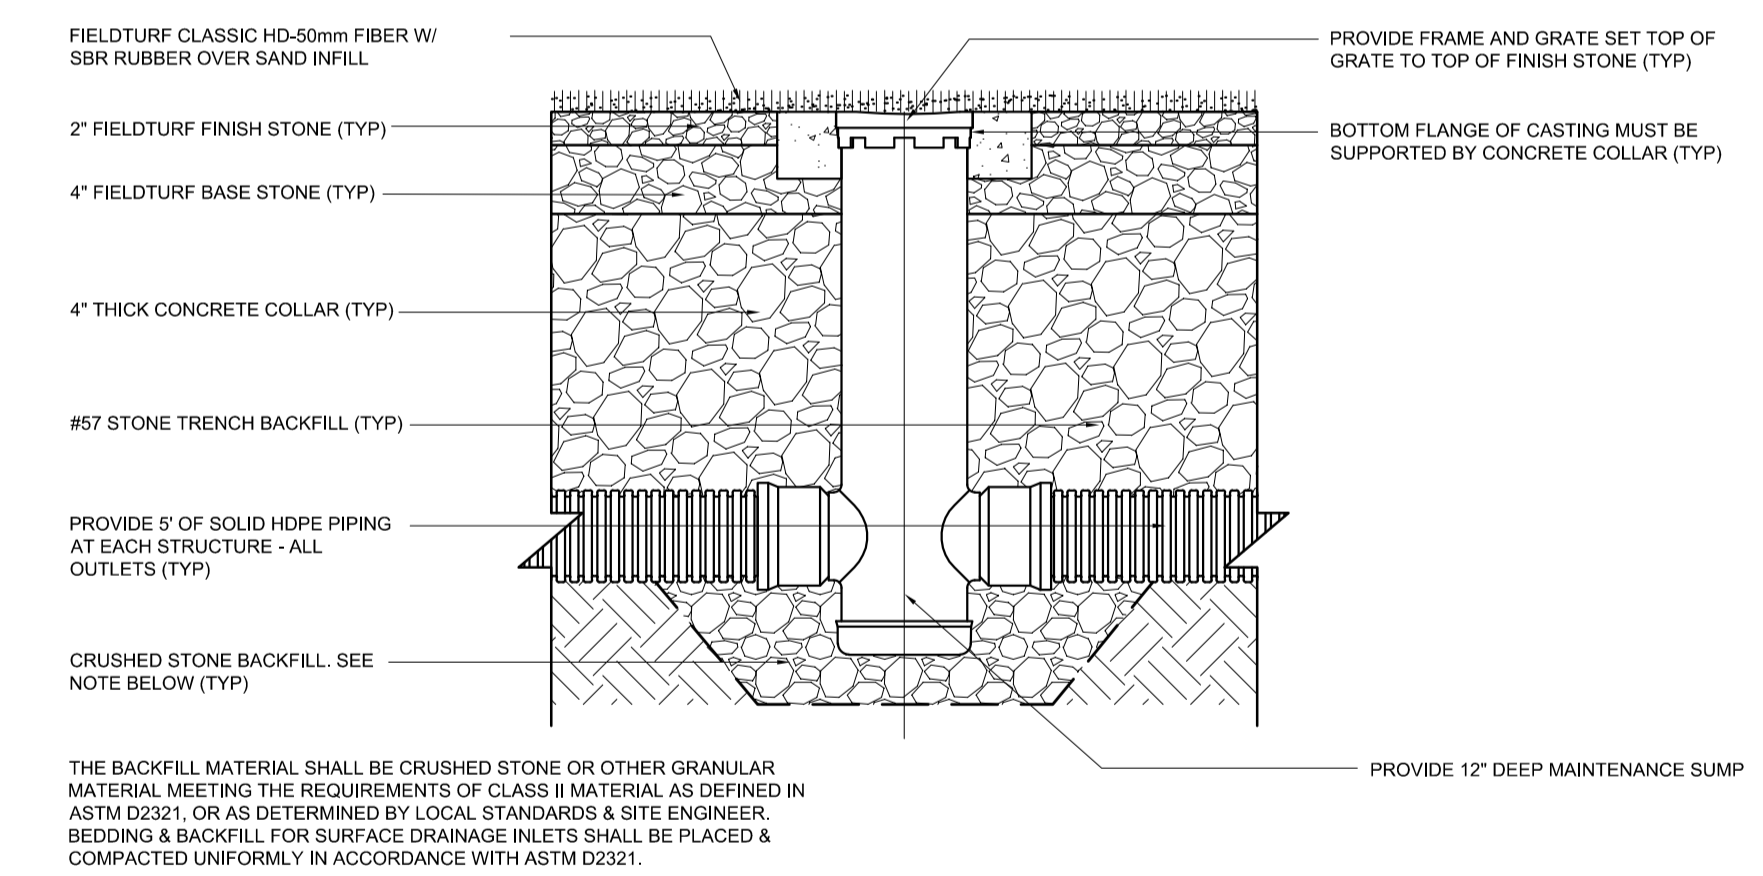 FIELDTURF CLASSIC HD-50mm FIBER W/
SBR RUBBER OVER SAND INFILL
2" FIELDTURF FINISH STONE (TYP)
4" FIELDTURF BASE STONE (TYP)
4" THICK CONCRETE COLLAR (TYP)
#57 STONE TRENCH BACKFILL (TYP)
PROVIDE 5' OF SOLID HDPE PIPING
AT EACH STRUCTURE - ALL
OUTLETS (TYP)
CRUSHED STONE BACKFILL. SEE
NOTE BELOW (TYP)
PROVIDE FRAME AND GRATE SET TOP OF
GRATE TO TOP OF FINISH STONE (TYP)
BOTTOM FLANGE OF CASTING MUST BE
SUPPORTED BY CONCRETE COLLAR (TYP)
PROVIDE 12" DEEP MAINTENANCE SUMP
THE BACKFILL MATERIAL SHALL BE CRUSHED STONE OR OTHER GRANULAR
MATERIAL MEETING THE REQUIREMENTS OF CLASS II MATERIAL AS DEFINED IN
ASTM D2321, OR AS DETERMINED BY LOCAL STANDARDS & SITE ENGINEER.
BEDDING & BACKFILL FOR SURFACE DRAINAGE INLETS SHALL BE PLACED &
COMPACTED UNIFORMLY IN ACCORDANCE WITH ASTM D2321.